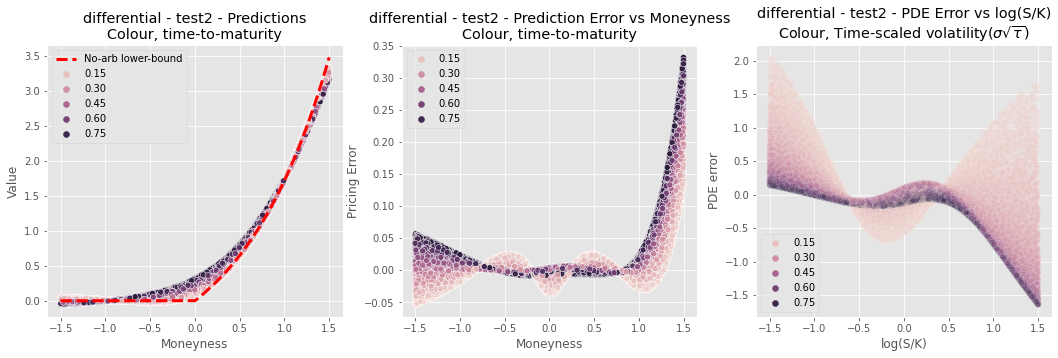 differential - test2 - Predictions
Colour, time-to-maturity
No-arb lower-bound
0.15
0.30
0.45
0.60
0.75
3.5
3.0
2.5
2.0
1.5
1.0
0.5
0.0
Value
−1.5 −1.0 −0.5 0.0 0.5 1.0 1.5
Moneyness
differential - test2 - Prediction Error vs Moneyness
Colour, time-to-maturity
0.15
0.30
0.45
0.60
0.75
0.35
0.30
0.25
0.20
0.15
0.10
0.05
0.00
−0.05
Pricing Error
−1.5 −1.0 −0.5 0.0 0.5 1.0 1.5
Moneyness
differential - test2 - PDE Error vs log(S/K)
Colour, Time-scaled volatility(σ√τ)
2.0
1.5
1.0
0.5
0.0
−0.5
−1.0
−1.5
PDE error
0.15
0.30
0.45
0.60
0.75
−1.5 −1.0 −0.5 0.0 0.5 1.0 1.5
log(S/K)